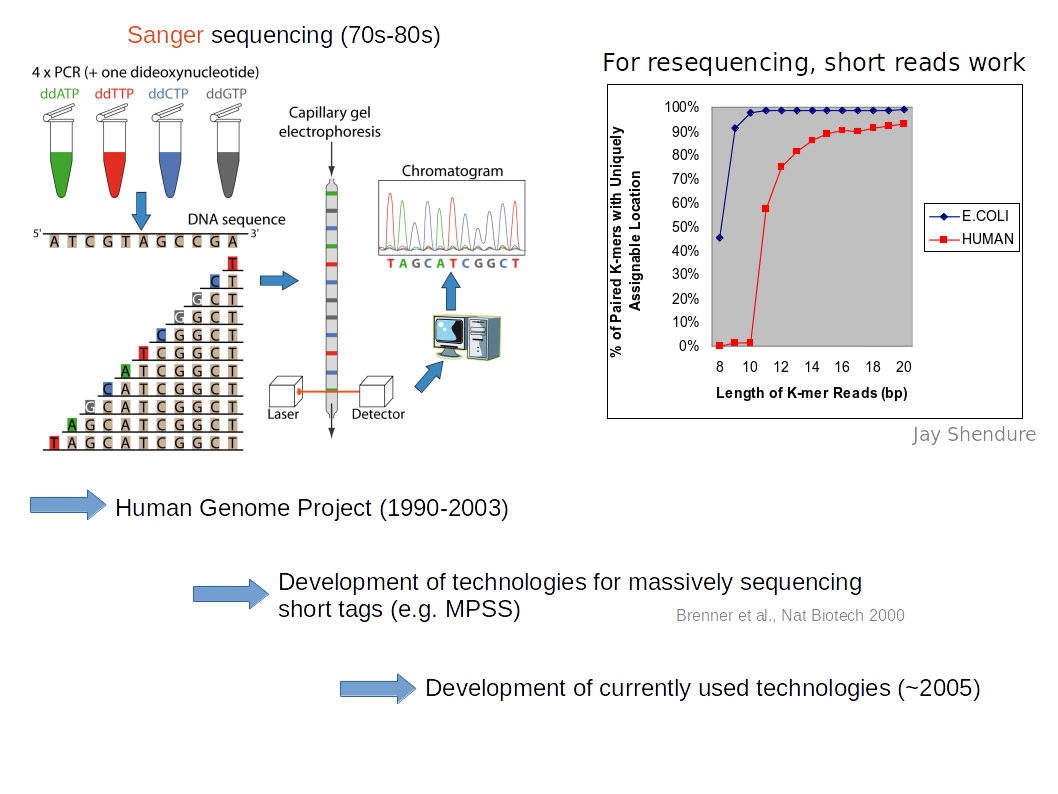 Sanger sequencing (70s-80s)
4 x PCR (+ one dideoxynucleotide)
ddATP ddTTP ddCTP ddGTP
Capillary gel
electrophoresis
Chromatogram
T A G C A T C G G C T
DNA sequence
5' A T C G T A G C C G A 3'
T
C T
G C T
G G C T
C G G C T
T C G G C T
A T C G G C T
C A T C G G C T
G C A T C G G C T
A G C A T C G G C T
T A G C A T C G G C T
Laser
Detector
For resequencing, short reads work
% of Paired K-mers with Uniquely
Assignable Location
100%
90%
80%
70%
60%
50%
40%
30%
20%
10%
0%
8 10 12 14 16 18 20
Length of K-mer Reads (bp)
E.COLI
HUMAN
Jay Shendure
Human Genome Project (1990-2003)
Development of technologies for massively sequencing
short tags (e.g. MPSS)
Brenner et al., Nat Biotech 2000
Development of currently used technologies (~2005)